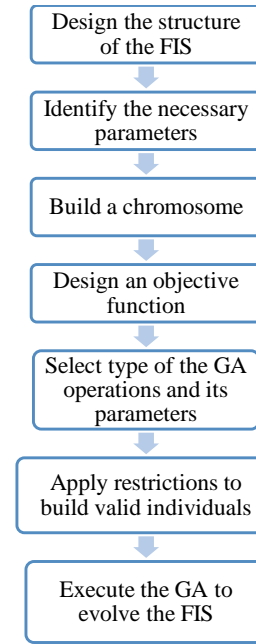 Design the structure
of the FIS
Identify the necessary
parameters
Build a chromosome
Design an objective
function
Select type of the GA
operations and its
parameters
Apply restrictions to
build valid individuals
Execute the GA to
evolve the FIS